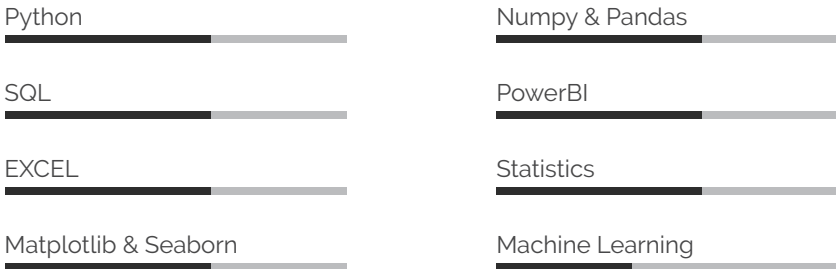 Python
Numpy & Pandas
SQL
PowerBI
EXCEL
Statistics
Matplotlib & Seaborn
Machine Learning